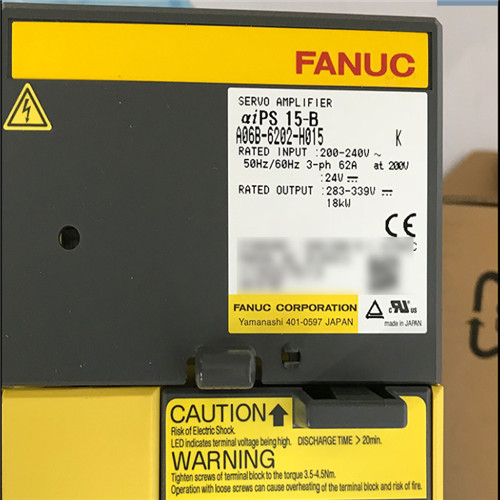 FANUC
SERVO AMPLIFIER
αiPS 15-B
A06B-6202-H015 K
RATED INPUT :200-240V ~
50Hz/60Hz 3-ph 62A at 200V
:24V ⎓
RATED OUTPUT :283-339V ⎓
18kW
CE
FANUC CORPORATION
Yamanashi 401-0597 JAPAN
c UR us
made in JAPAN
CAUTION
Risk of Electric Shock.
LED indicates terminal voltage being high. DISCHARGE TIME > 20min.
WARNING
Tighten screws of terminal block to the torque 3.5-4.5Nm.
Operation with loose screws can cause overheating of the terminal block and risk of fire.